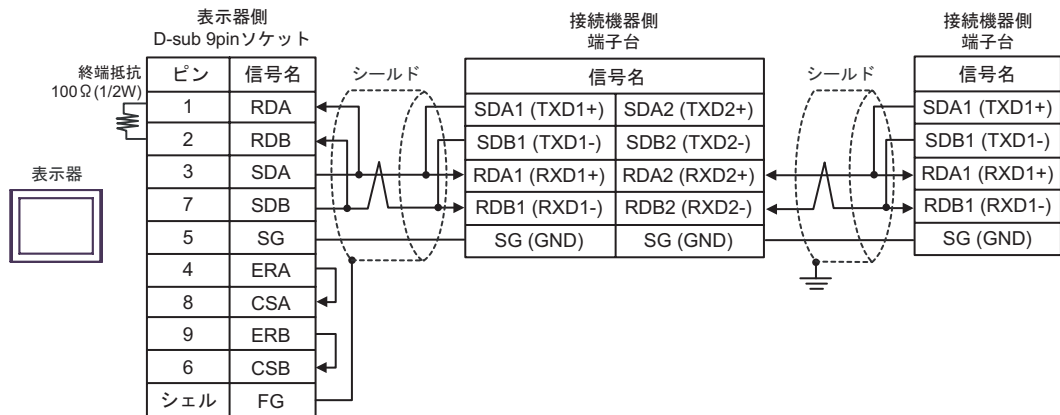 表示器側
D-sub 9pinソケット
終端抵抗
100Ω(1/2W)
ピン 信号名
1 RDA
2 RDB
3 SDA
7 SDB
5 SG
4 ERA
8 CSA
9 ERB
6 CSB
シェル FG
表示器
シールド
接続機器側
端子台
信号名
SDA1 (TXD1+) SDA2 (TXD2+)
SDB1 (TXD1-) SDB2 (TXD2-)
RDA1 (RXD1+) RDA2 (RXD2+)
RDB1 (RXD1-) RDB2 (RXD2-)
SG (GND) SG (GND)
シールド
接続機器側
端子台
信号名
SDA1 (TXD1+)
SDB1 (TXD1-)
RDA1 (RXD1+)
RDB1 (RXD1-)
SG (GND)